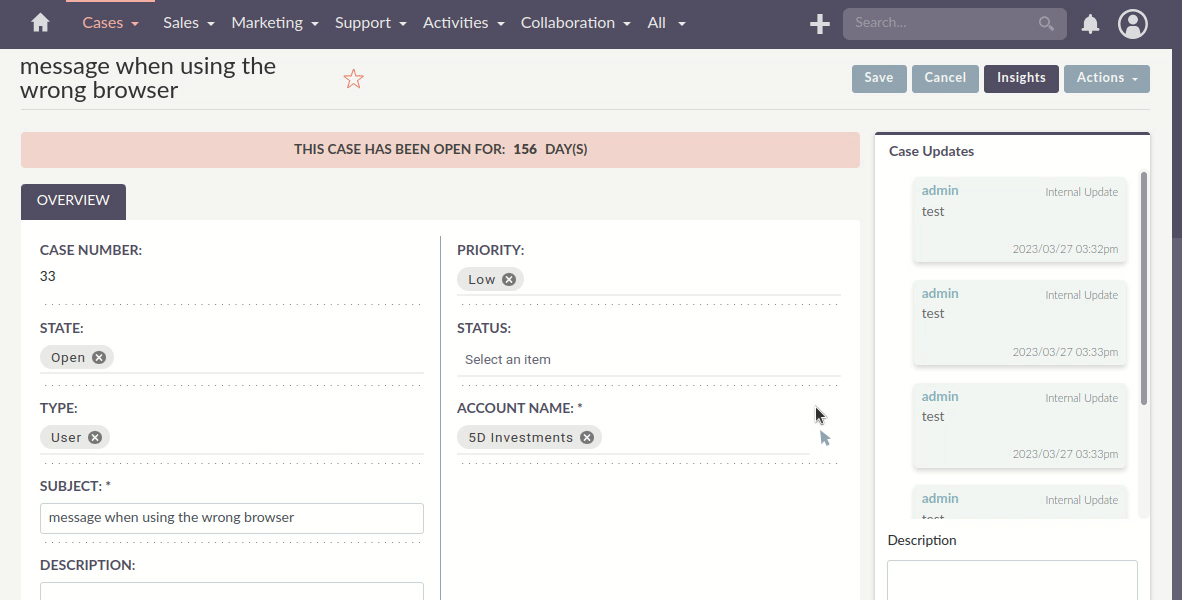 Cases Sales Marketing Support Activities Collaboration All Search...
message when using the
wrong browser
Save Cancel Insights Actions
THIS CASE HAS BEEN OPEN FOR: 156 DAY(S)
OVERVIEW
CASE NUMBER:
33
PRIORITY:
Low
STATE:
Open
STATUS:
Select an item
TYPE:
User
ACCOUNT NAME: *
5D Investments
SUBJECT: *
message when using the wrong browser
DESCRIPTION:
Case Updates
admin Internal Update
test
2023/03/27 03:32pm
admin Internal Update
test
2023/03/27 03:33pm
admin Internal Update
test
2023/03/27 03:33pm
admin Internal Update
test
Description